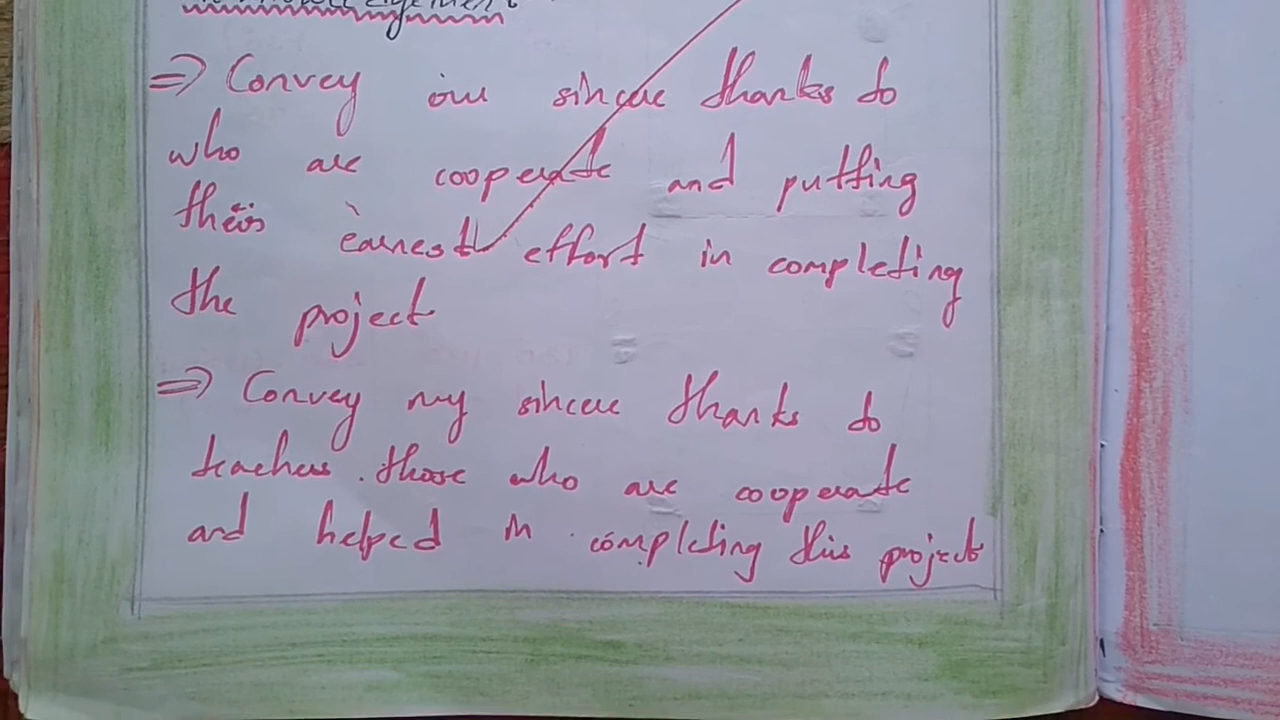 Acknowledgement
⇒ Convey our sincere thanks to
who are cooperate and putting
their earnest effort in completing
the project
⇒ Convey my sincere thanks to
teachers. those who are cooperate
and helped in completing this project